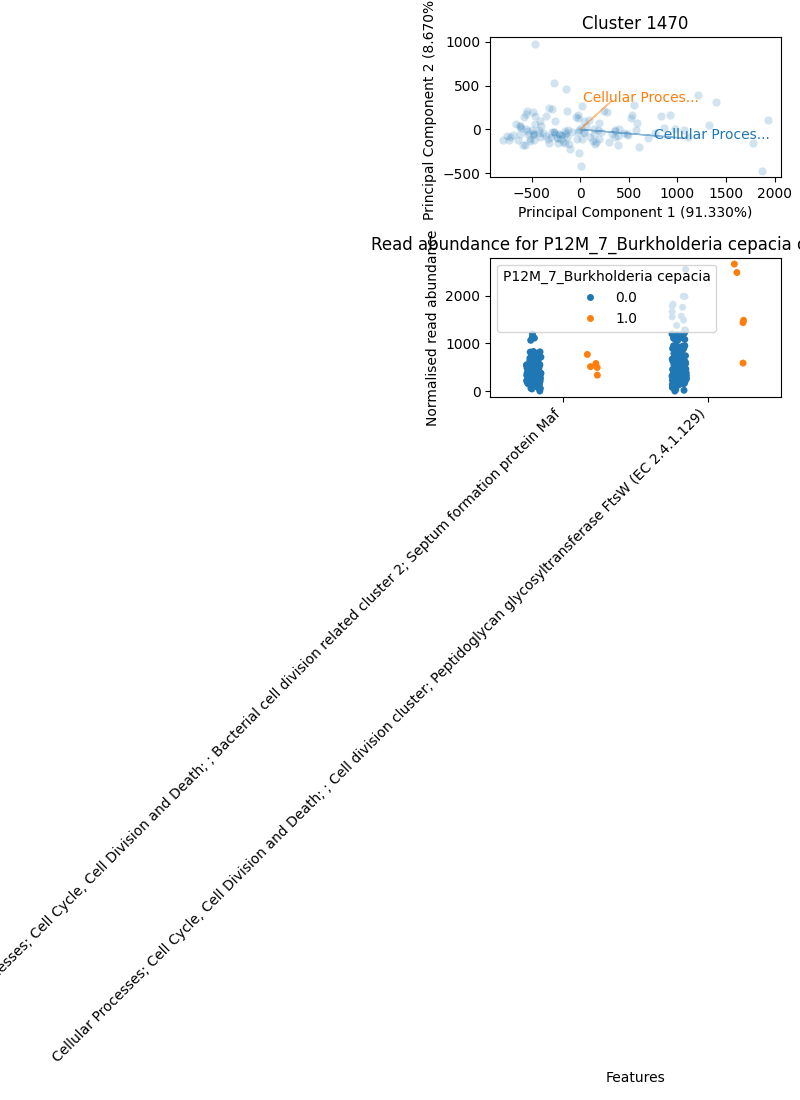 Cluster 1470
1000
500
0
−500
Principal Component 2 (8.670%
Cellular Proces...
Cellular Proces...
−500
0
500
1000
1500
2000
Principal Component 1 (91.330%)
Read abundance for P12M_7_Burkholderia cepacia
Normalised read abundance
2000
1000
0
P12M_7_Burkholderia cepacia
0.0
1.0
esses; Cell Cycle, Cell Division and Death; ; Bacterial cell division related cluster 2; Septum formation protein Maf
Cellular Processes; Cell Cycle, Cell Division and Death; ; Cell division cluster; Peptidoglycan glycosyltransferase FtsW (EC 2.4.1.129)
Features